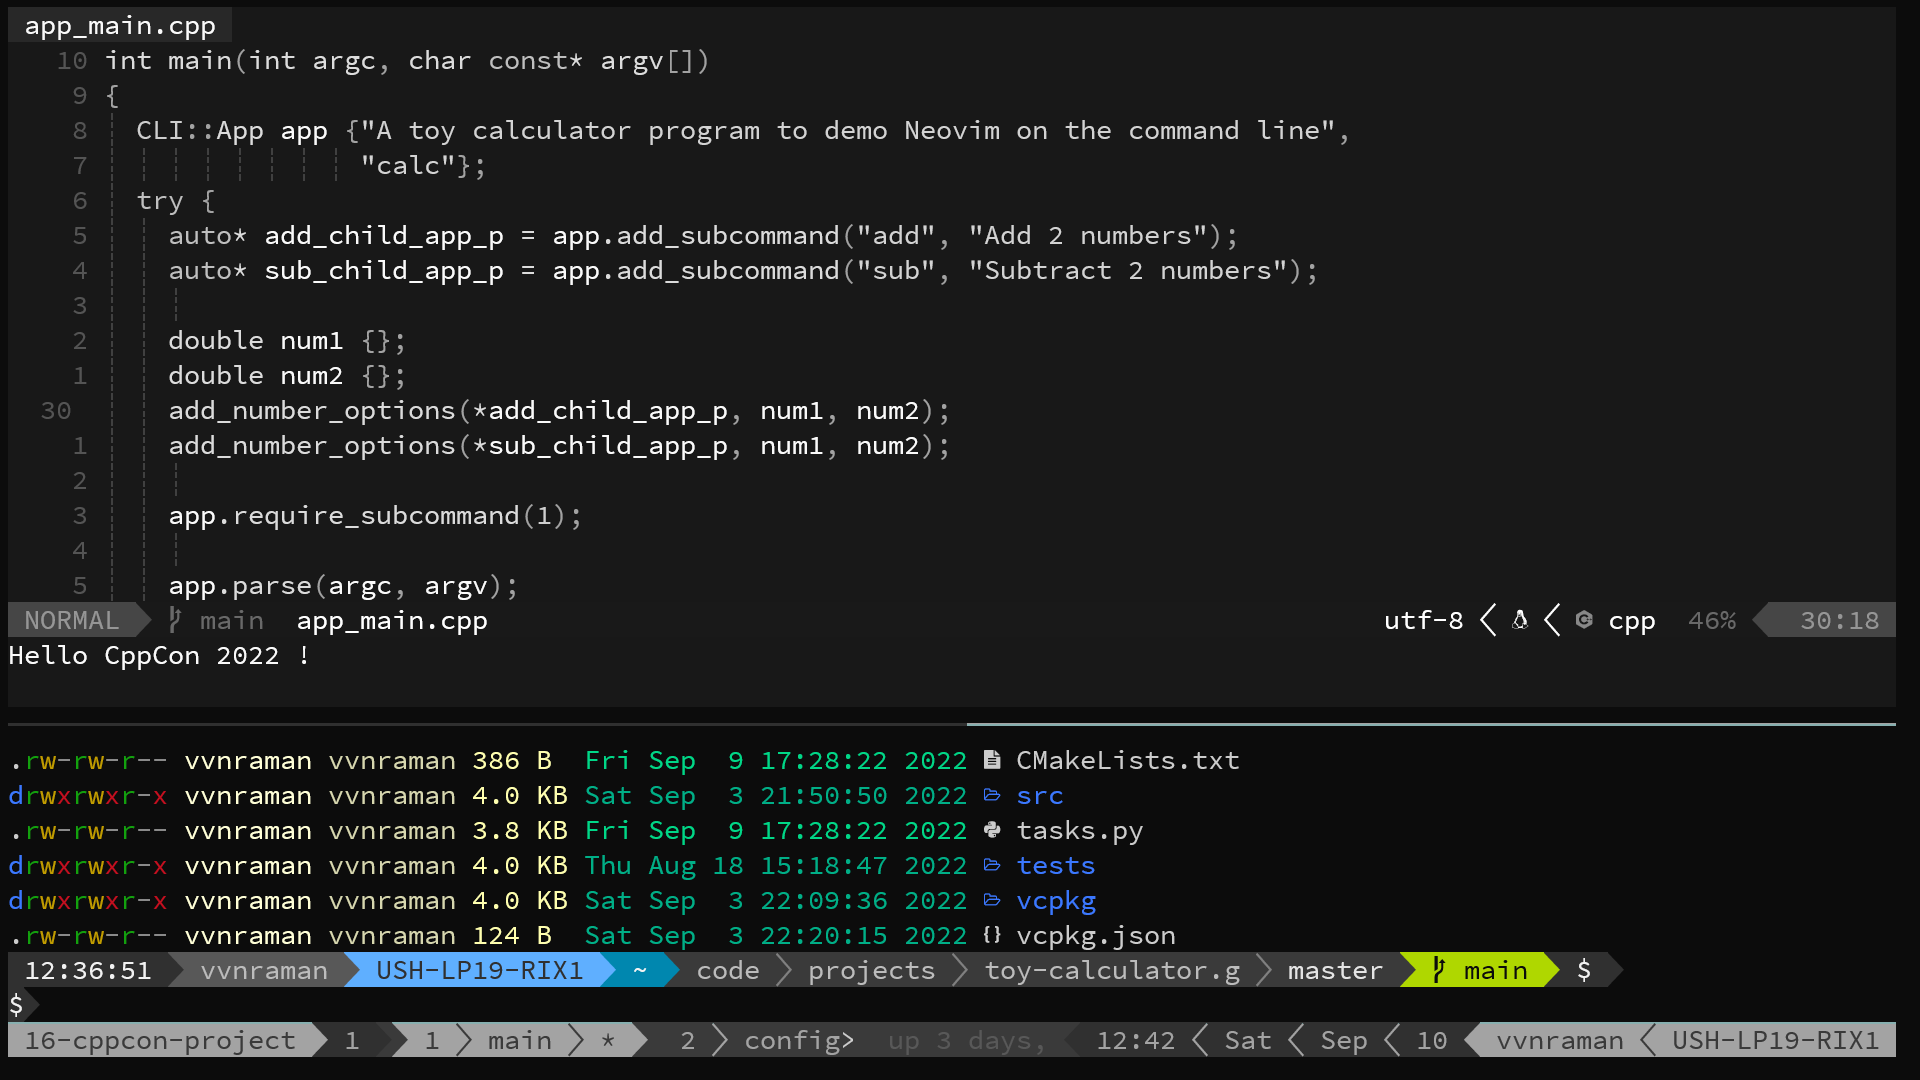 app_main.cpp
10 int main(int argc, char const* argv[])
9 {
8 CLI::App app {"A toy calculator program to demo Neovim on the command line",
7 "calc"};
6 try {
5 auto* add_child_app_p = app.add_subcommand("add", "Add 2 numbers");
4 auto* sub_child_app_p = app.add_subcommand("sub", "Subtract 2 numbers");
3
2 double num1 {};
1 double num2 {};
30 add_number_options(*add_child_app_p, num1, num2);
1 add_number_options(*sub_child_app_p, num1, num2);
2
3 app.require_subcommand(1);
4
5 app.parse(argc, argv);
NORMAL main app_main.cpp utf-8 cpp 46% 30:18
Hello CppCon 2022 !
.rw-rw-r-- vvnraman vvnraman 386 B Fri Sep 9 17:28:22 2022 CMakeLists.txt
drwxrwxr-x vvnraman vvnraman 4.0 KB Sat Sep 3 21:50:50 2022 src
.rw-rw-r-- vvnraman vvnraman 3.8 KB Fri Sep 9 17:28:22 2022 tasks.py
drwxrwxr-x vvnraman vvnraman 4.0 KB Thu Aug 18 15:18:47 2022 tests
drwxrwxr-x vvnraman vvnraman 4.0 KB Sat Sep 3 22:09:36 2022 vcpkg
.rw-rw-r-- vvnraman vvnraman 124 B Sat Sep 3 22:20:15 2022 {} vcpkg.json
12:36:51 vvnraman USH-LP19-RIX1 ~ code projects toy-calculator.g master main $
$
16-cppcon-project 1 1 main * 2 config> up 3 days, 12:42 Sat Sep 10 vvnraman USH-LP19-RIX1